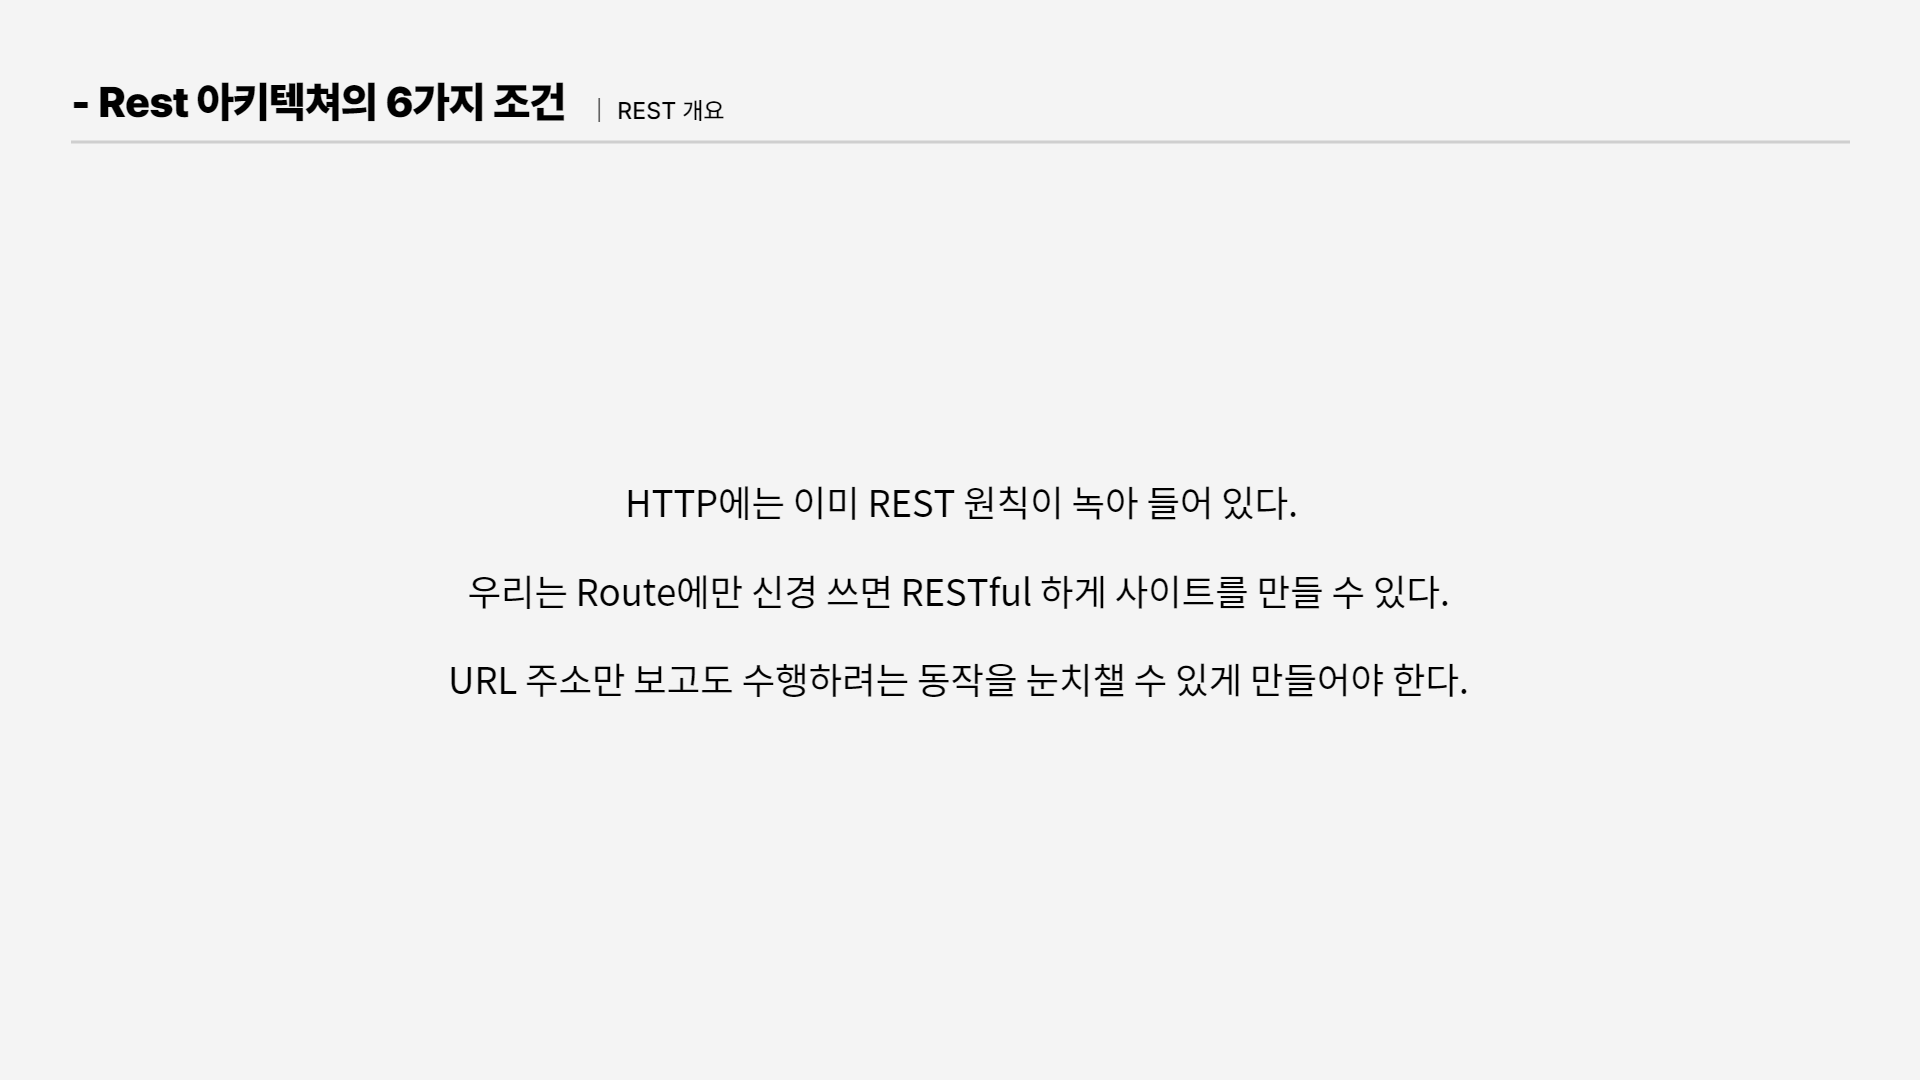 - Rest 아키텍쳐의 6가지 조건 | REST 개요
HTTP에는 이미 REST 원칙이 녹아 들어 있다.
우리는 Route에만 신경 쓰면 RESTful 하게 사이트를 만들 수 있다.
URL 주소만 보고도 수행하려는 동작을 눈치챌 수 있게 만들어야 한다.